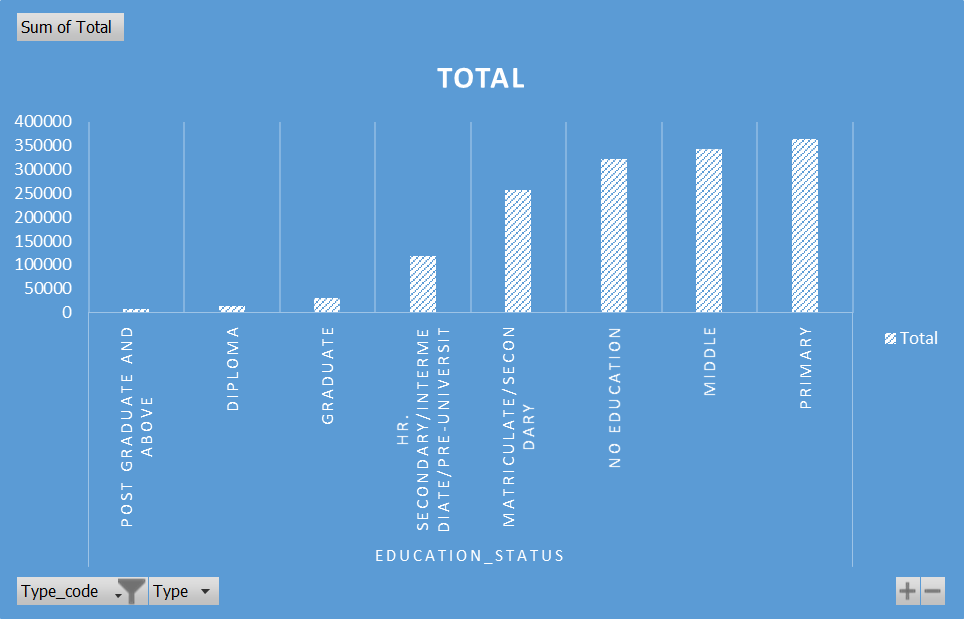 Sum of Total
TOTAL
400000
350000
300000
250000
200000
150000
100000
50000
0
POST GRADUATE AND
ABOVE
DIPLOMA
GRADUATE
HR.
SECONDARY/INTERME
DIATE/PRE-UNIVERSIT
MATRICULATE/SECON
DARY
NO EDUCATION
MIDDLE
PRIMARY
Total
EDUCATION_STATUS
Type_code
Type